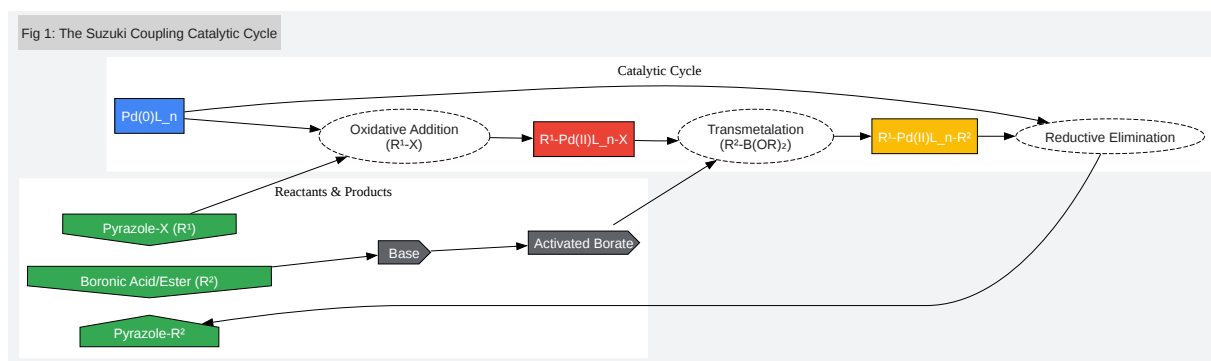 Fig 1: The Suzuki Coupling Catalytic Cycle
Catalytic Cycle
Pd(0)L_n
Oxidative Addition
(R¹-X)
R¹-Pd(II)L_n-X
Transmetalation
(R²-B(OR)₂)
R¹-Pd(II)L_n-R²
Reductive Elimination
Reactants & Products
Pyrazole-X (R¹)
Base
Activated Borate
Boronic Acid/Ester (R²)
Pyrazole-R²